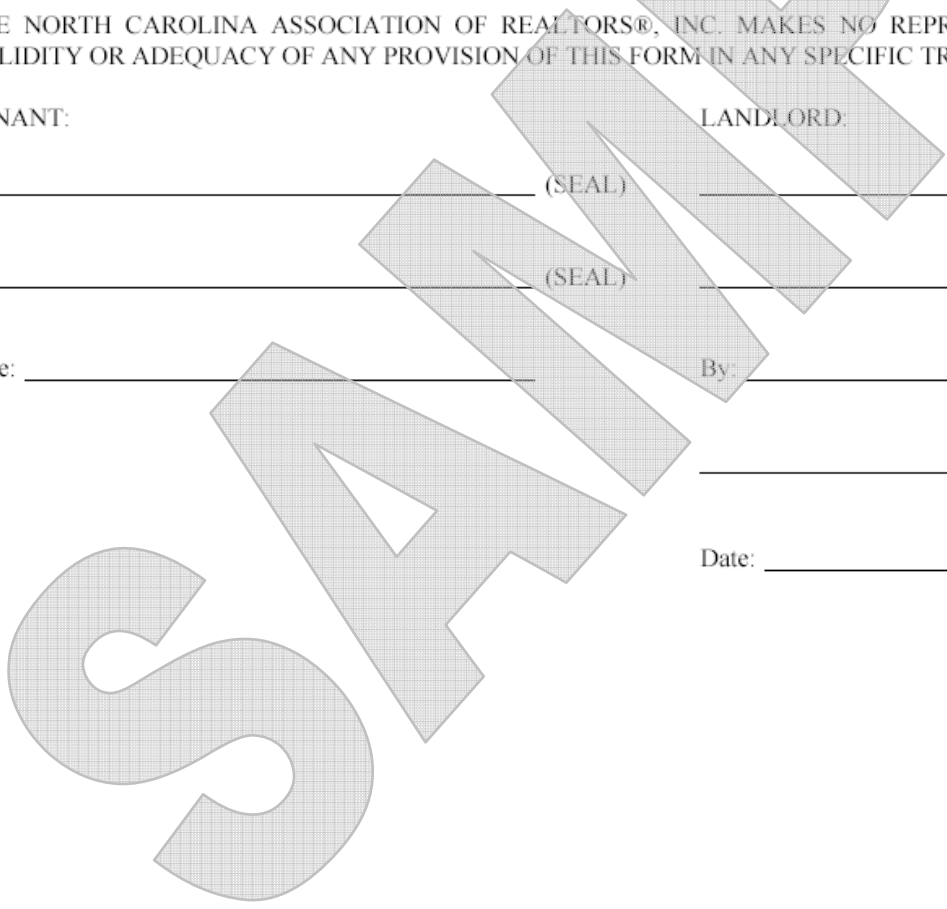 E NORTH CAROLINA ASSOCIATION OF REALTORS®, INC. MAKES NO REPR
LIDITY OR ADEQUACY OF ANY PROVISION OF THIS FORM IN ANY SPECIFIC TR
NANT: LANDLORD:
(SEAL)
(SEAL)
e: By:
Date:
SAM